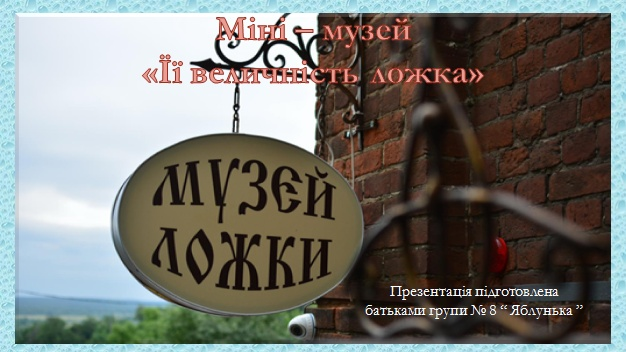 Міні – музей
«Її величність ложка»
МУЗЕЙ
ЛОЖКИ
Презентація підготовлена
батьками групи № 8 “ Яблунька ”